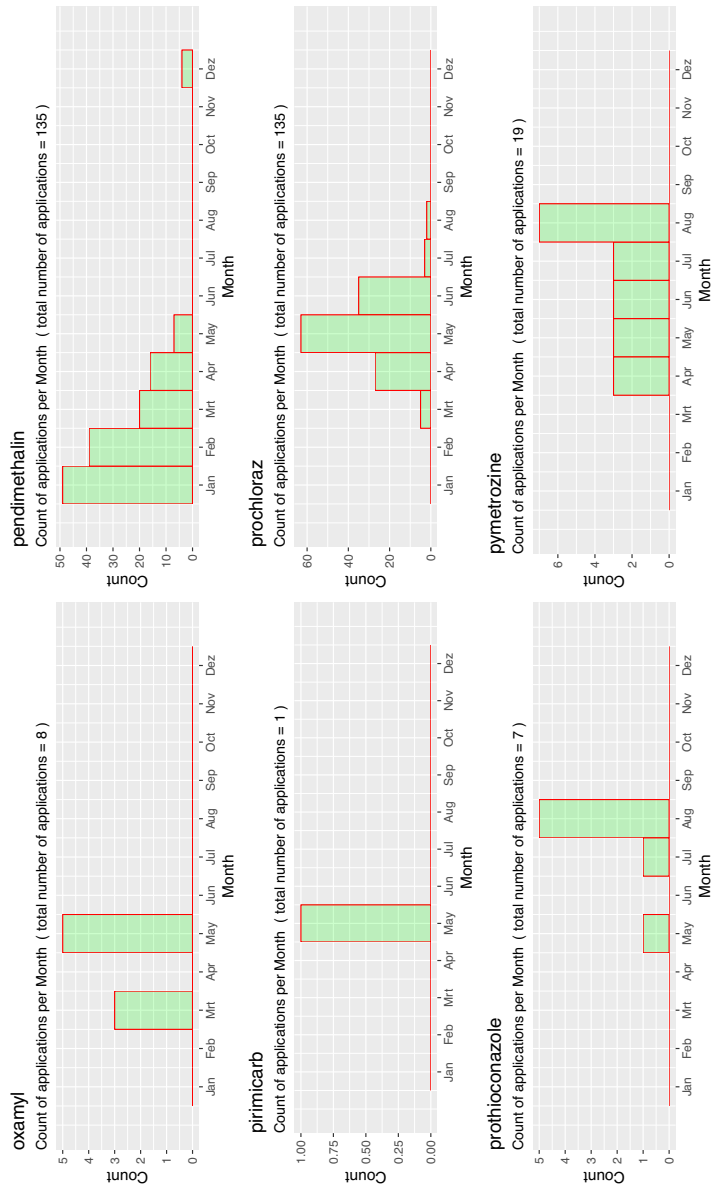 oxamyl
Count of applications per Month ( total number of applications = 8 )
5
4
3
2
1
0
Count
Jan Feb Mrt Apr May Jun Jul Aug Sep Oct Nov Dez
Month
pendimethalin
Count of applications per Month ( total number of applications = 135 )
50
40
30
20
10
0
Count
Jan Feb Mrt Apr May Jun Jul Aug Sep Oct Nov Dez
Month
pirimicarb
Count of applications per Month ( total number of applications = 1 )
1.00
0.75
0.50
0.25
0.00
Count
Jan Feb Mrt Apr May Jun Jul Aug Sep Oct Nov Dez
Month
prochloraz
Count of applications per Month ( total number of applications = 135 )
60
40
20
0
Count
Jan Feb Mrt Apr May Jun Jul Aug Sep Oct Nov Dez
Month
prothioconazole
Count of applications per Month ( total number of applications = 7 )
5
4
3
2
1
0
Count
Jan Feb Mrt Apr May Jun Jul Aug Sep Oct Nov Dez
Month
pymetrozine
Count of applications per Month ( total number of applications = 19 )
6
4
2
0
Count
Jan Feb Mrt Apr May Jun Jul Aug Sep Oct Nov Dez
Month